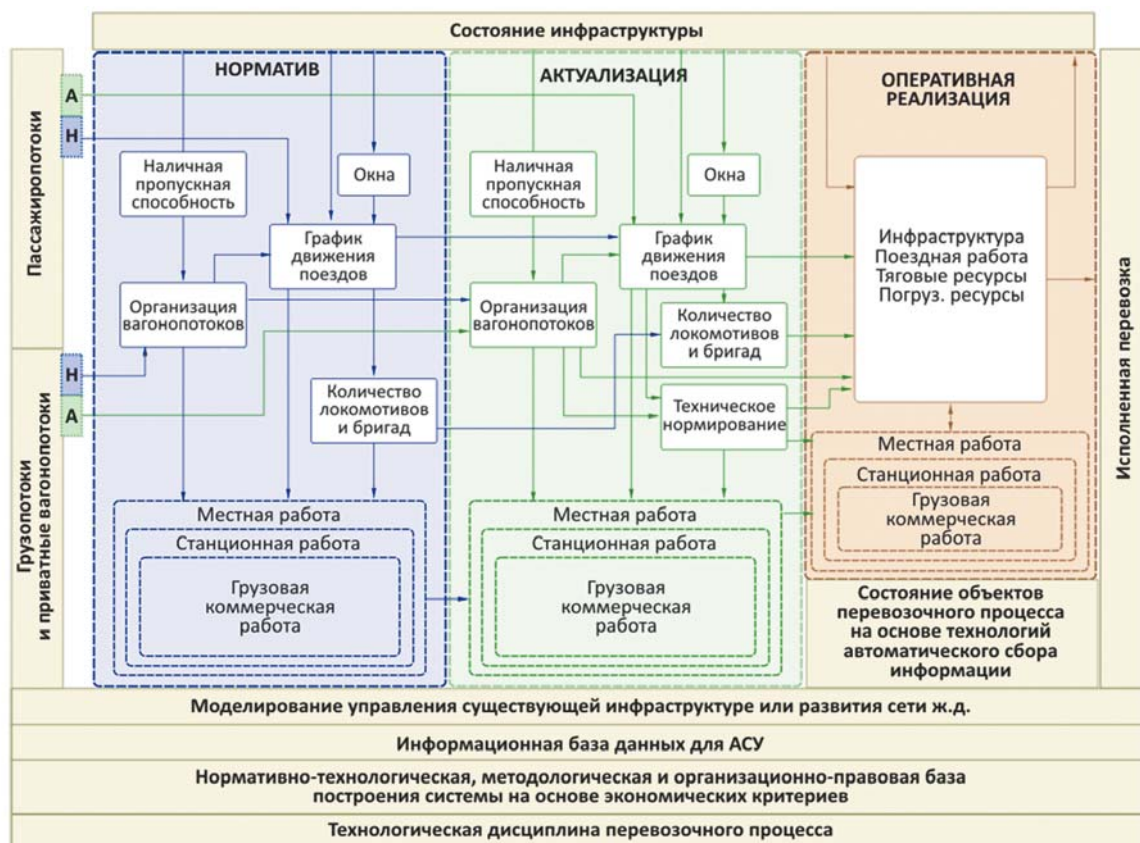 Состояние инфраструктуры
Пассажиропотоки
Грузопотоки
и приватные вагонопотоки
А
Н
Н
А
НОРМАТИВ
Наличная
пропускная
способность
Окна
График
движения
поездов
Организация
вагонопотоков
Количество
локомотивов
и бригад
Местная работа
Станционная работа
Грузовая
коммерческая
работа
АКТУАЛИЗАЦИЯ
Наличная
пропускная
способность
Окна
График
движения
поездов
Организация
вагонопотоков
Количество
локомотивов
и бригад
Техническое
нормирование
Местная работа
Станционная работа
Грузовая
коммерческая
работа
ОПЕРАТИВНАЯ
РЕАЛИЗАЦИЯ
Инфраструктура
Поездная работа
Тяговые ресурсы
Погруз. ресурсы
Местная работа
Станционная работа
Грузовая
коммерческая
работа
Состояние объектов
перевозочного процесса
на основе технологий
автоматического сбора
информации
Исполненная перевозка
Моделирование управления существующей инфраструктуре или развития сети ж.д.
Информационная база данных для АСУ
Нормативно-технологическая, методологическая и организационно-правовая база
построения системы на основе экономических критериев
Технологическая дисциплина перевозочного процесса